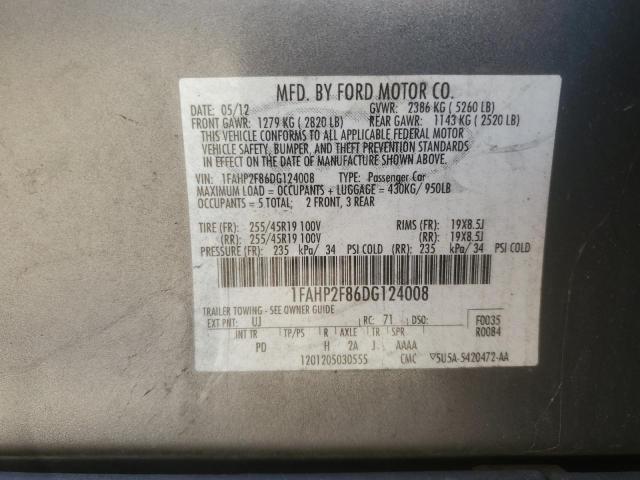 MFD. BY FORD MOTOR CO.
DATE: 05/12 GVWR: 2386 KG ( 5260 LB)
FRONT GAWR: 1279 KG ( 2820 LB) REAR GAWR: 1143 KG ( 2520 LB)
THIS VEHICLE CONFORMS TO ALL APPLICABLE FEDERAL MOTOR
VEHICLE SAFETY, BUMPER, AND THEFT PREVENTION STANDARDS
IN EFFECT ON THE DATE OF MANUFACTURE SHOWN ABOVE.
VIN: 1FAHP2F86DG124008 TYPE: Passenger Car
MAXIMUM LOAD = OCCUPANTS + LUGGAGE = 430KG/ 950LB
OCCUPANTS = 5 TOTAL; 2 FRONT, 3 REAR
TIRE (FR): 255/45R19 100V RIMS (FR): 19X8.5J
(RR): 255/45R19 100V (RR): 19X8.5J
PRESSURE (FR): 235 kPa/ 34 PSI COLD (RR): 235 kPa/ 34 PSI COLD
1FAHP2F86DG124008
TRAILER TOWING - SEE OWNER GUIDE
EXT PNT: UJ RC: 71 DSO: F0035
INT TR TP/PS R AXLE TR SPR R0084
PD H 2A J AAAA
1201205030555 CMC ▽5U5A-5420472-AA